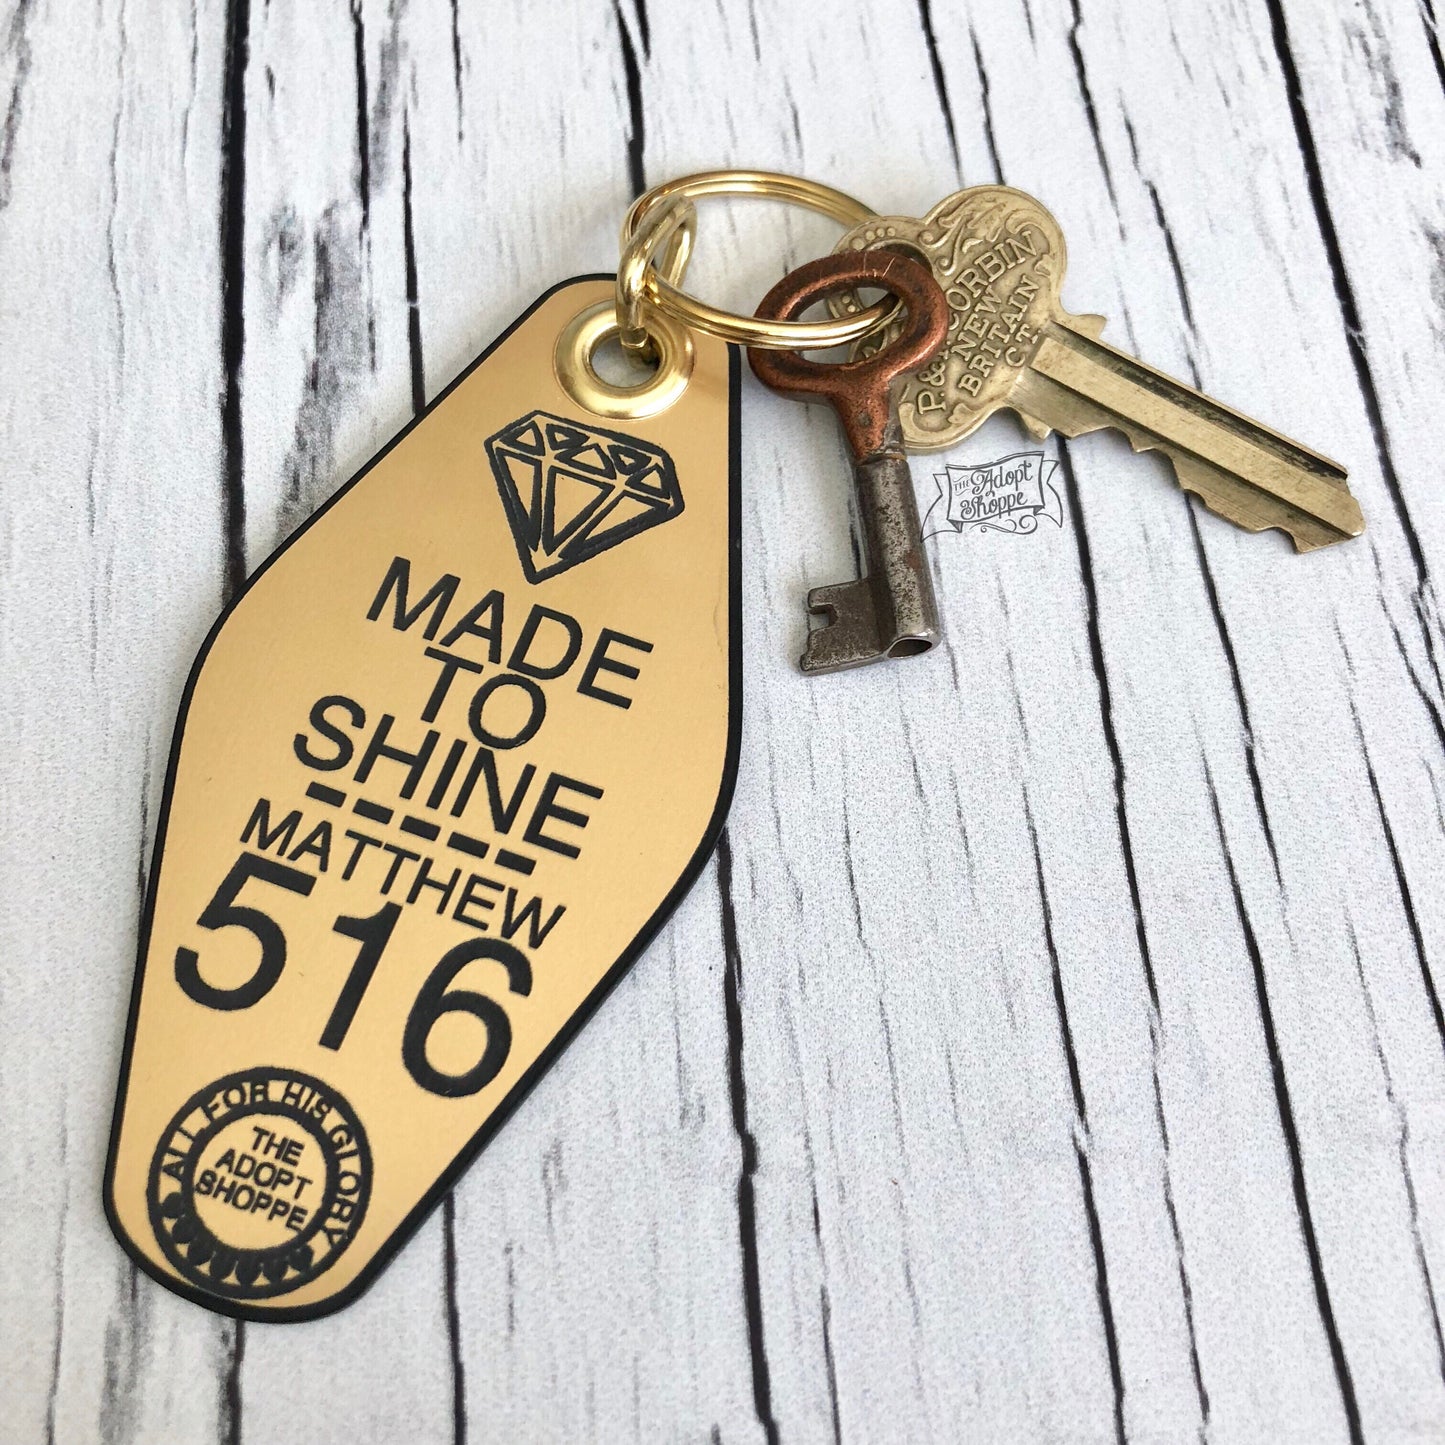 MADE
TO
SHINE
MATTHEW
516
ALL FOR HIS GLORY
THE
ADOPT
SHOPPE
P. & F. CORBIN
NEW
BRITAIN
CT.
THE Adopt
Shoppe